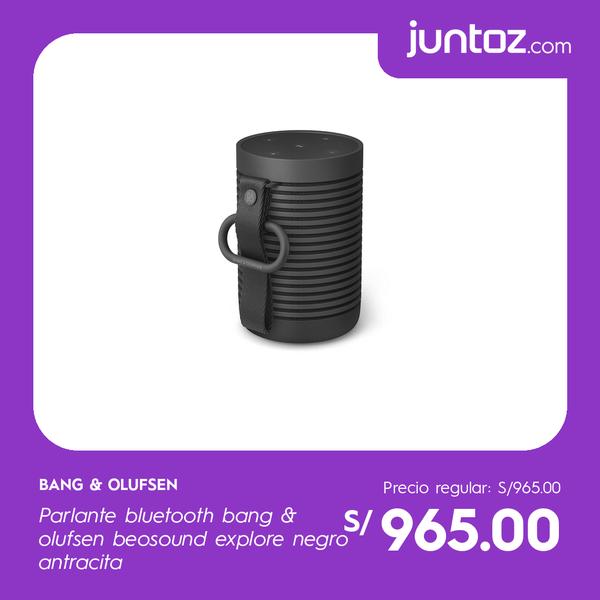 juntoz.com
BANG & OLUFSEN
Parlante bluetooth bang &
olufsen beosound explore negro
antracita
Precio regular: S/965.00
S/ 965.00